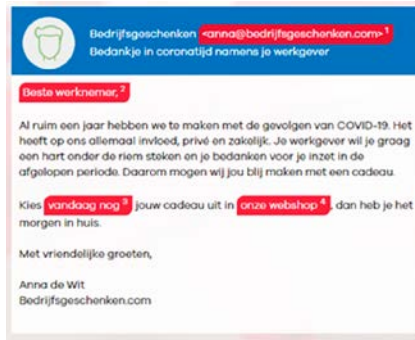 Bedrijfsgeschenken <anna@bedrijfsgeschenken.com> 1
Bedankje in coronatijd namens je werkgever
Beste werknemer, 2
Al ruim een jaar hebben we te maken met de gevolgen van COVID-19. Het
heeft op ons allemaal invloed, privé en zakelijk. Je werkgever wil je graag
een hart onder de riem steken en je bedanken voor je inzet in de
afgelopen periode. Daarom mogen wij jou blij maken met een cadeau.
Kies vandaag nog 3 jouw cadeau uit in onze webshop 4, dan heb je het
morgen in huis.
Met vriendelijke groeten,
Anna de Wit
Bedrijfsgeschenken.com